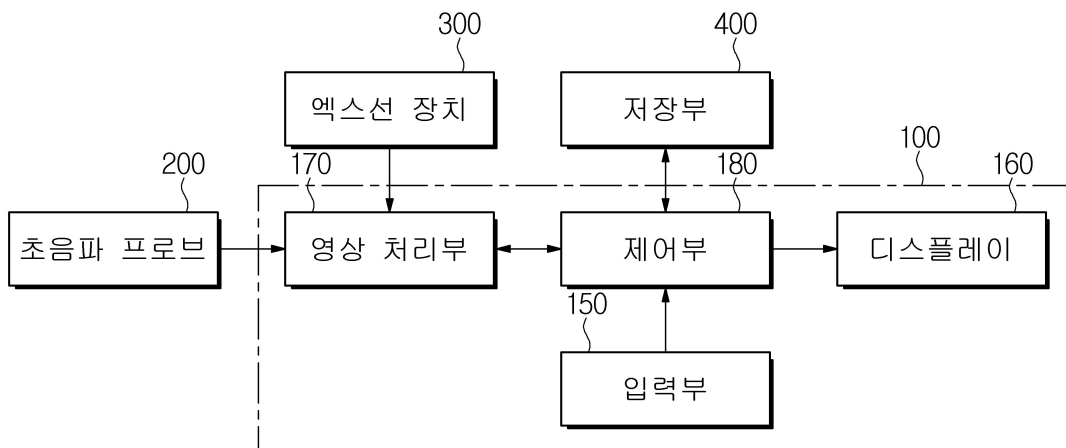 300
400
엑스선 장치
저장부
200
170
180
100
160
초음파 프로브
영상 처리부
제어부
디스플레이
150
입력부